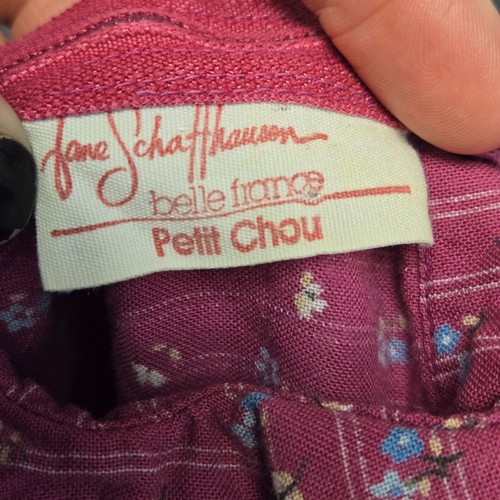 Jane Schaffhausen
belle france
Petit Chou